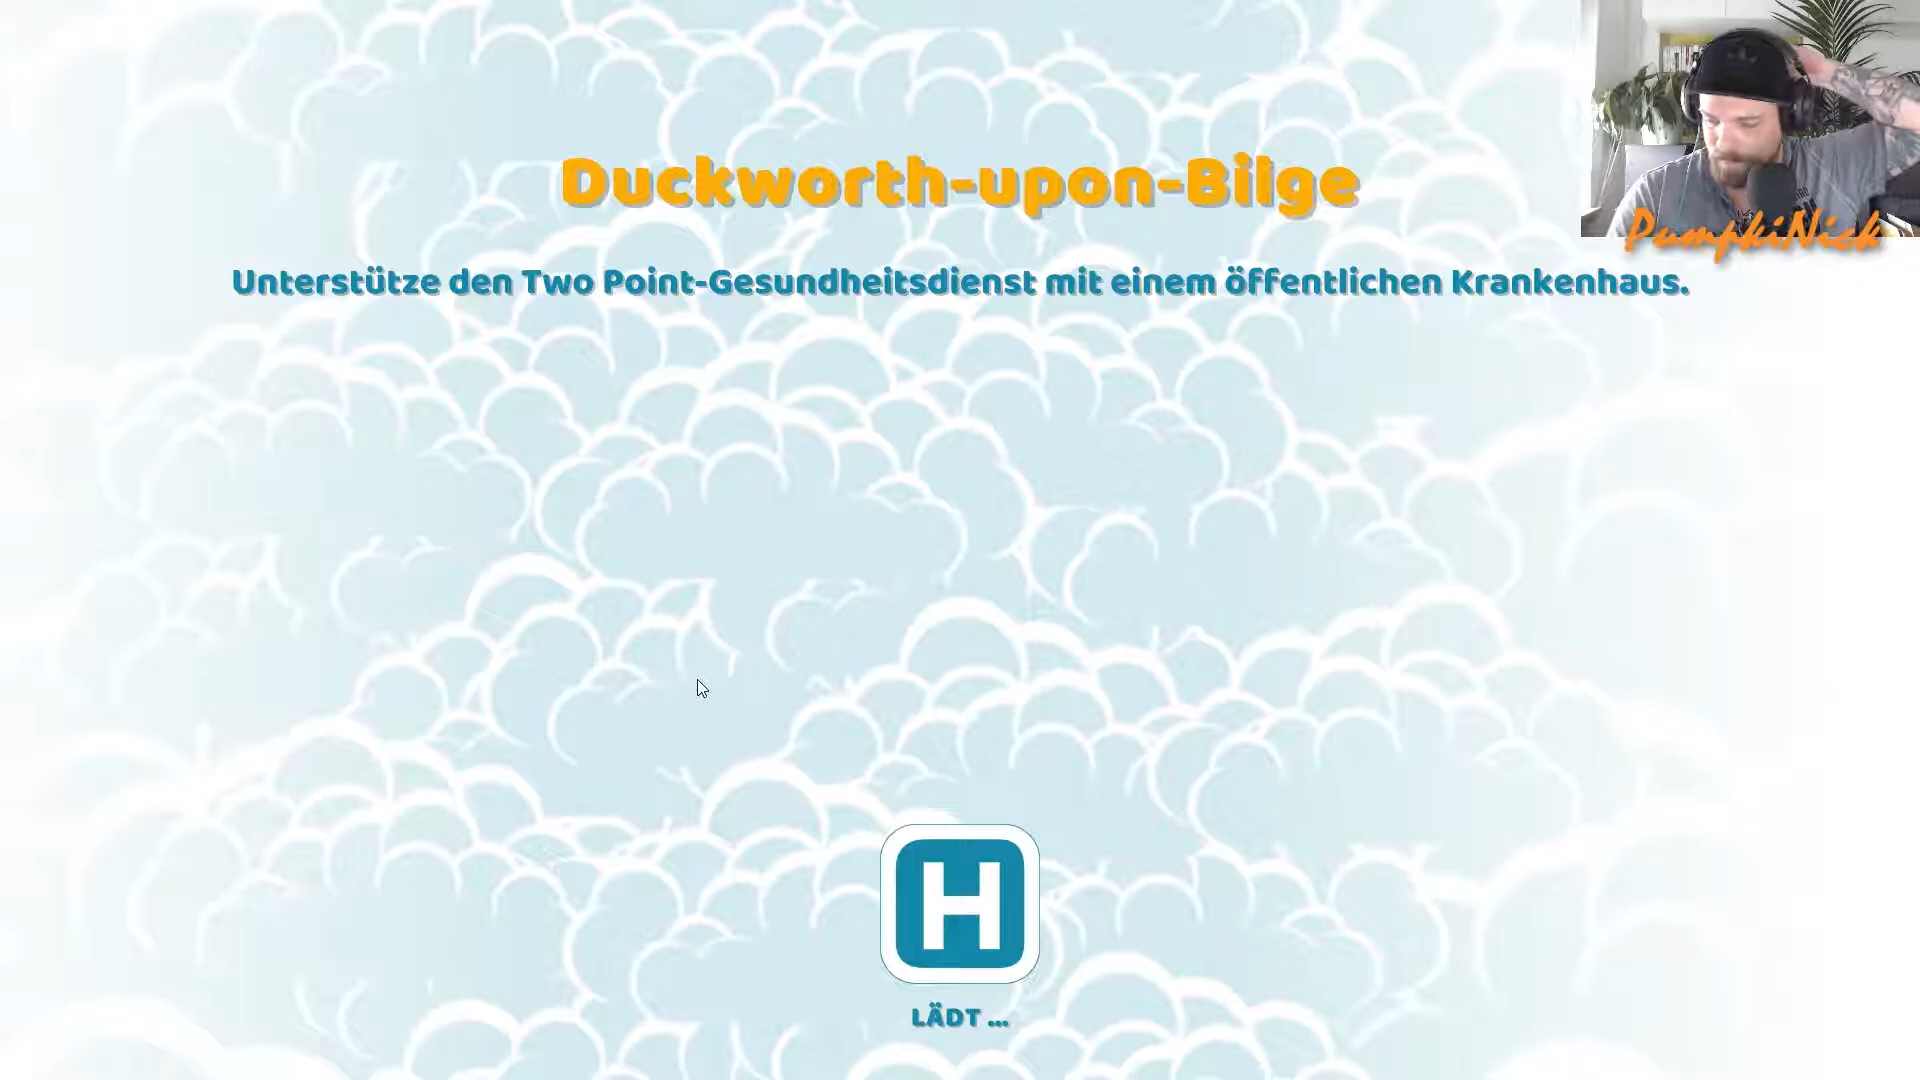 Duckworth-upon-Bilge
PumpkiNick
Unterstütze den Two Point-Gesundheitsdienst mit einem öffentlichen Krankenhaus.
H
LÄDT ...